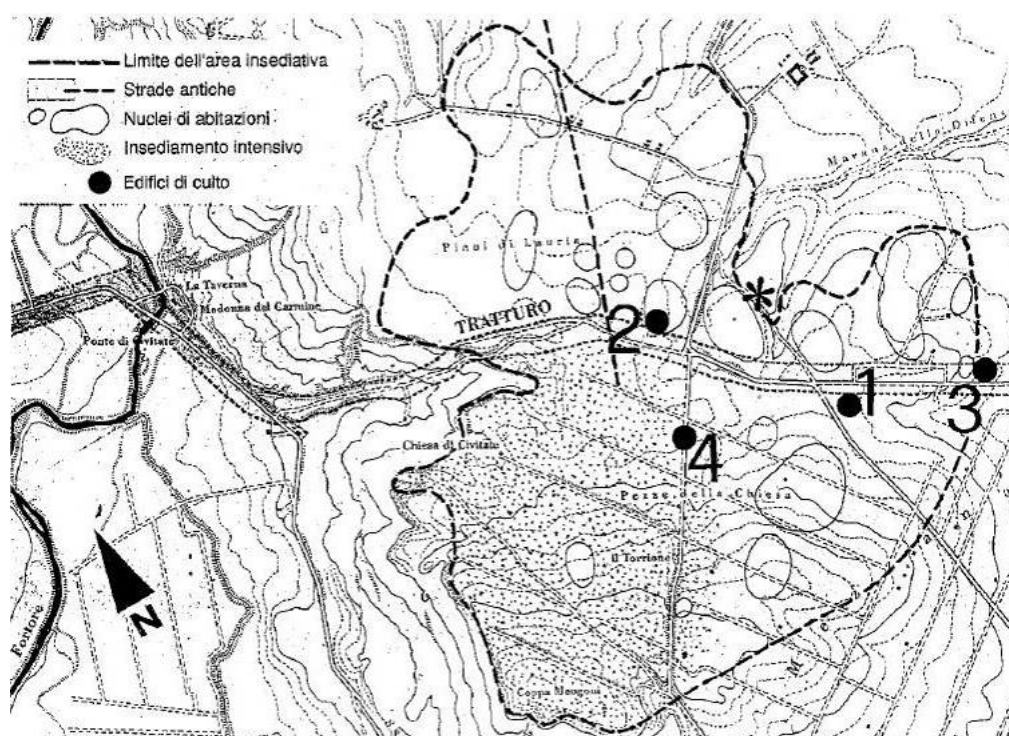 Limite dell'area insediativa
Strade antiche
Nuclei di abitazioni
Insediamento intensivo
Edifici di culto
Piani di Lauria
La Taverna
Madonna del Carmine
Ponte di Civitate
TRATTURO
2
1
3
Chiesa di Civitate
4
Pezze della Chiesa
Il Torrione
N
Fortore
Coppa Mengoni